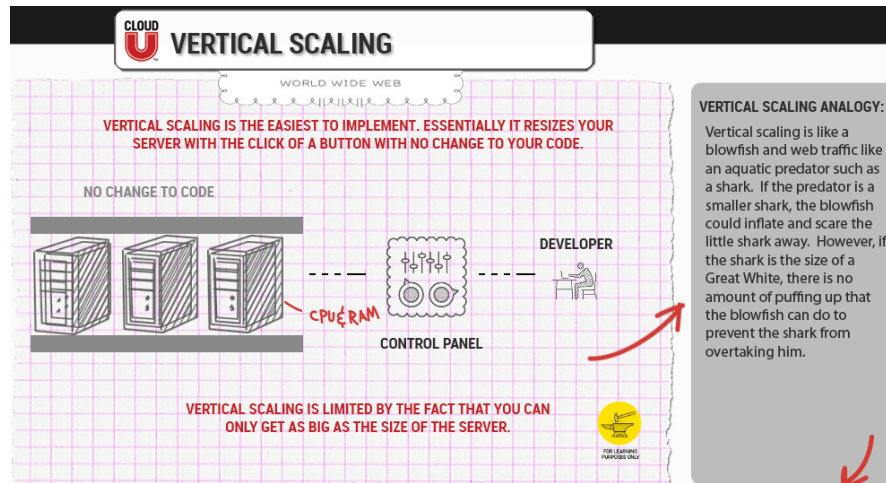 CLOUD
U
VERTICAL SCALING
WORLD WIDE WEB
VERTICAL SCALING IS THE EASIEST TO IMPLEMENT. ESSENTIALLY IT RESIZES YOUR
SERVER WITH THE CLICK OF A BUTTON WITH NO CHANGE TO YOUR CODE.
NO CHANGE TO CODE
CPU & RAM
CONTROL PANEL
DEVELOPER
VERTICAL SCALING IS LIMITED BY THE FACT THAT YOU CAN
ONLY GET AS BIG AS THE SIZE OF THE SERVER.
FOR LEARNING
PURPOSES ONLY
VERTICAL SCALING ANALOGY:
Vertical scaling is like a
blowfish and web traffic like
an aquatic predator such as
a shark. If the predator is a
smaller shark, the blowfish
could inflate and scare the
little shark away. However, if
the shark is the size of a
Great White, there is no
amount of puffing up that
the blowfish can do to
prevent the shark from
overtaking him.